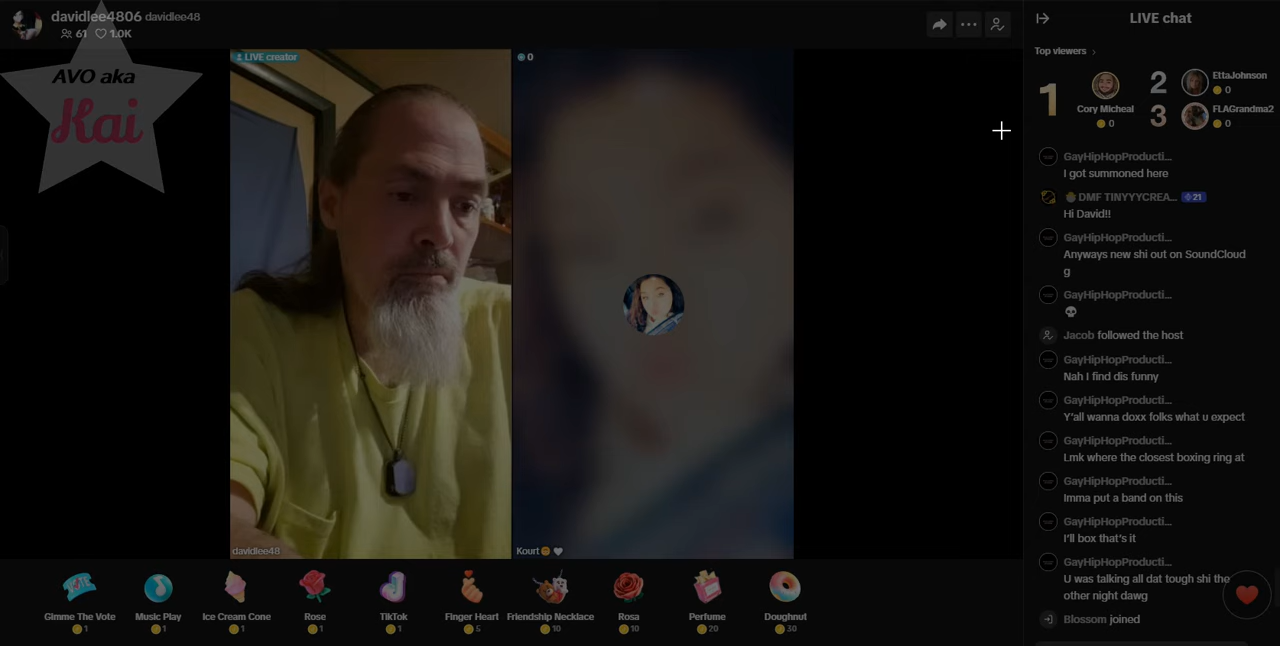 davidlee4806 davidlee48
61 1.0K
AVO aka
Kai
LIVE creator
0
davidlee48
Kourt
Gimme The Vote
1
Music Play
1
Ice Cream Cone
1
Rose
1
TikTok
1
Finger Heart
5
Friendship Necklace
10
Rosa
10
Perfume
20
Doughnut
30
LIVE chat
Top viewers
1
Cory Micheal
0
2
EttaJohnson
0
3
FLAGrandma2
0
GayHipHopProducti...
I got summoned here
DMF TINYYYCREA... 21
Hi David!!
GayHipHopProducti...
Anyways new shi out on SoundCloud
g
GayHipHopProducti...
Jacob followed the host
GayHipHopProducti...
Nah I find dis funny
GayHipHopProducti...
Y'all wanna doxx folks what u expect
GayHipHopProducti...
Lmk where the closest boxing ring at
GayHipHopProducti...
Imma put a band on this
GayHipHopProducti...
I'll box that's it
GayHipHopProducti...
U was talking all dat tough shi the
other night dawg
Blossom joined